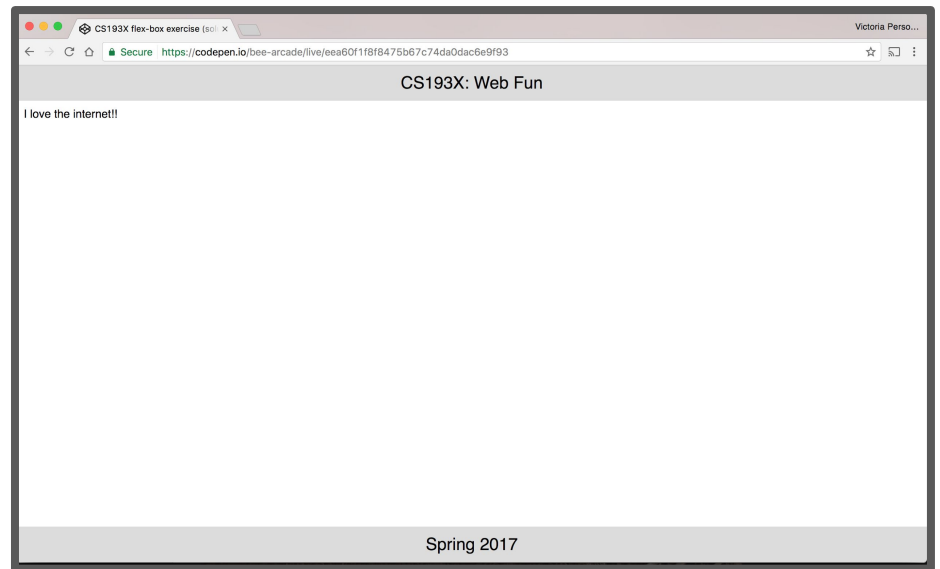 CS193X flex-box exercise (sol
Victoria Perso...
Secure https://codepen.io/bee-arcade/live/eea60f1f8f8475b67c74da0dac6e9f93
CS193X: Web Fun
I love the internet!!
Spring 2017